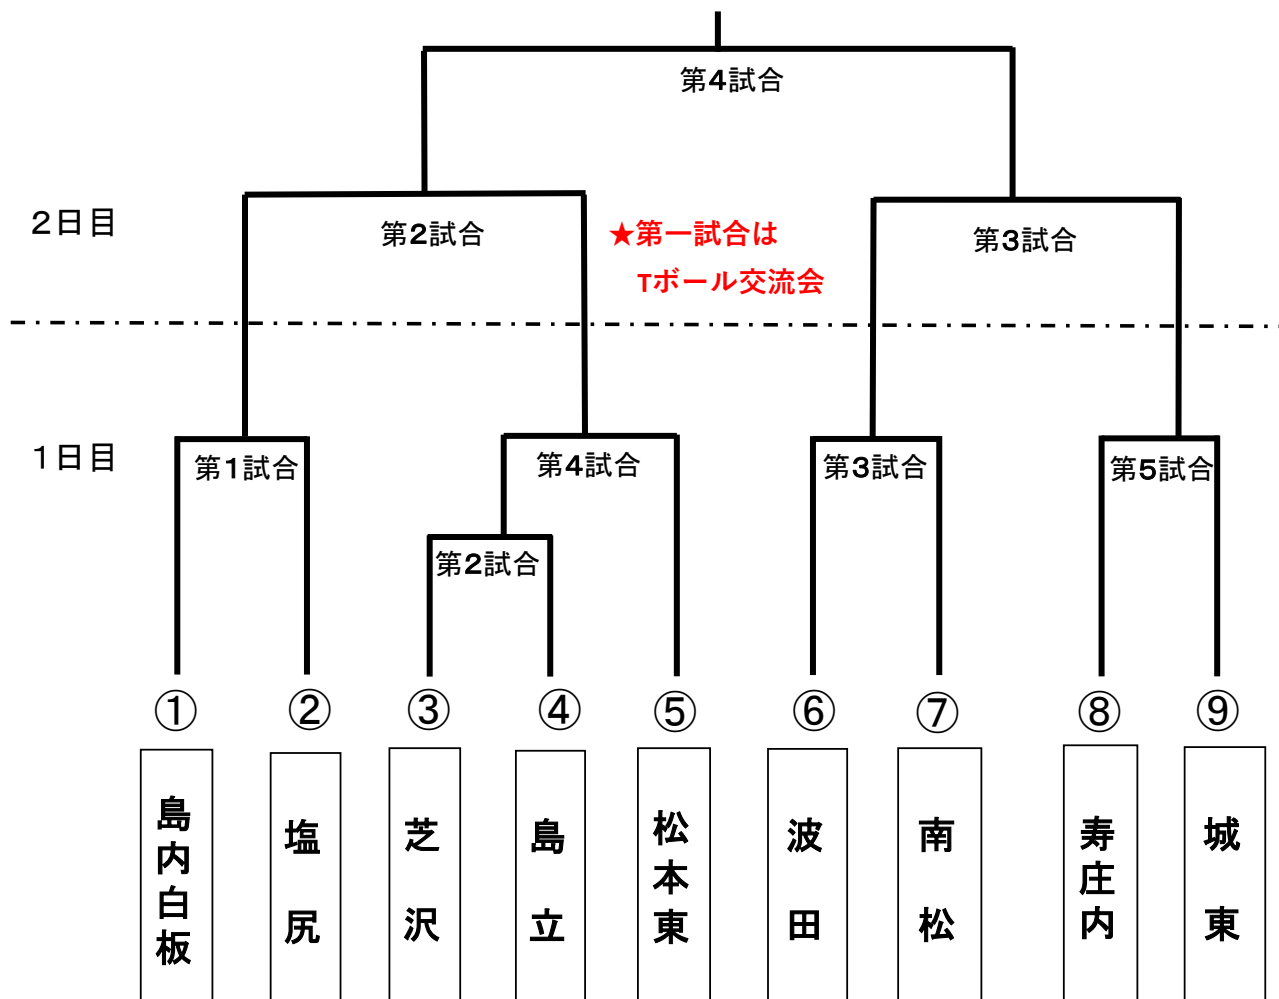 第4試合
2日目
第2試合
★第一試合は
Tボール交流会
第3試合
1日目
第1試合
第4試合
第3試合
第5試合
第2試合
①
②
③
④
⑤
⑥
⑦
⑧
⑨
島内白板
塩尻
芝沢
島立
松本東
波田
南松
寿庄内
城東